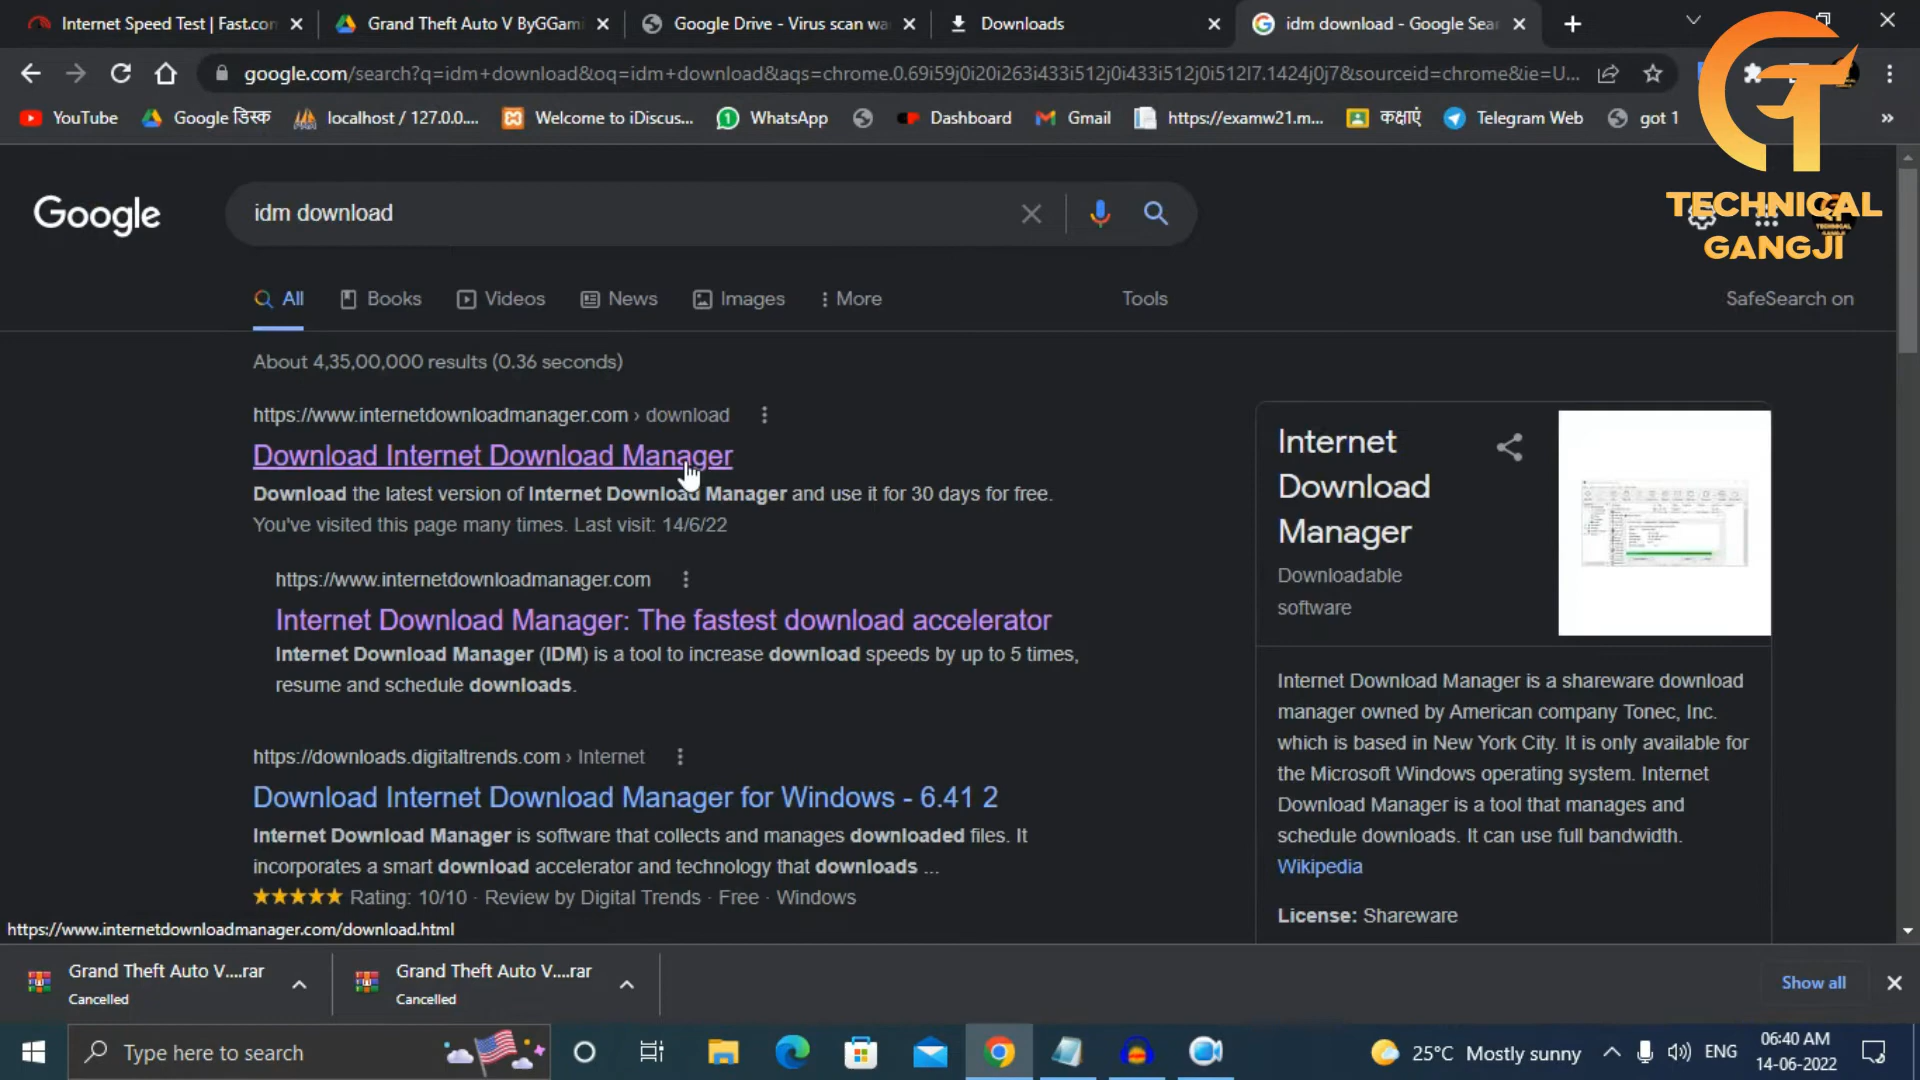 Internet Speed Test | Fast.con
Grand Theft Auto V ByGGami
Google Drive - Virus scan wa
Downloads
idm download - Google Sear
google.com/search?q=idm+download&oq=idm+download&aqs=chrome.0.69i59j0i20i263i433i512j0i433i512j0i512l7.1424j0j7&sourceid=chrome&ie=U...
YouTube
Google डिस्क
localhost / 127.0.0....
Welcome to iDiscus...
WhatsApp
Dashboard
Gmail
https://examw21.m...
कक्षाएं
Telegram Web
got 1
»
TECHNICAL
GANGJI
Google
idm download
All
Books
Videos
News
Images
More
Tools
SafeSearch on
About 4,35,00,000 results (0.36 seconds)
https://www.internetdownloadmanager.com › download
Download Internet Download Manager
Download the latest version of Internet Download Manager and use it for 30 days for free.
You've visited this page many times. Last visit: 14/6/22
https://www.internetdownloadmanager.com
Internet Download Manager: The fastest download accelerator
Internet Download Manager (IDM) is a tool to increase download speeds by up to 5 times,
resume and schedule downloads.
https://downloads.digitaltrends.com › Internet
Download Internet Download Manager for Windows - 6.41 2
Internet Download Manager is software that collects and manages downloaded files. It
incorporates a smart download accelerator and technology that downloads ...
Rating: 10/10 · Review by Digital Trends · Free · Windows
Internet
Download
Manager
Downloadable
software
Internet Download Manager is a shareware download
manager owned by American company Tonec, Inc.
which is based in New York City. It is only available for
the Microsoft Windows operating system. Internet
Download Manager is a tool that manages and
schedule downloads. It can use full bandwidth.
Wikipedia
License: Shareware
https://www.internetdownloadmanager.com/download.html
Grand Theft Auto V....rar
Cancelled
Grand Theft Auto V....rar
Cancelled
Show all
Type here to search
25°C Mostly sunny
ENG
06:40 AM
14-06-2022